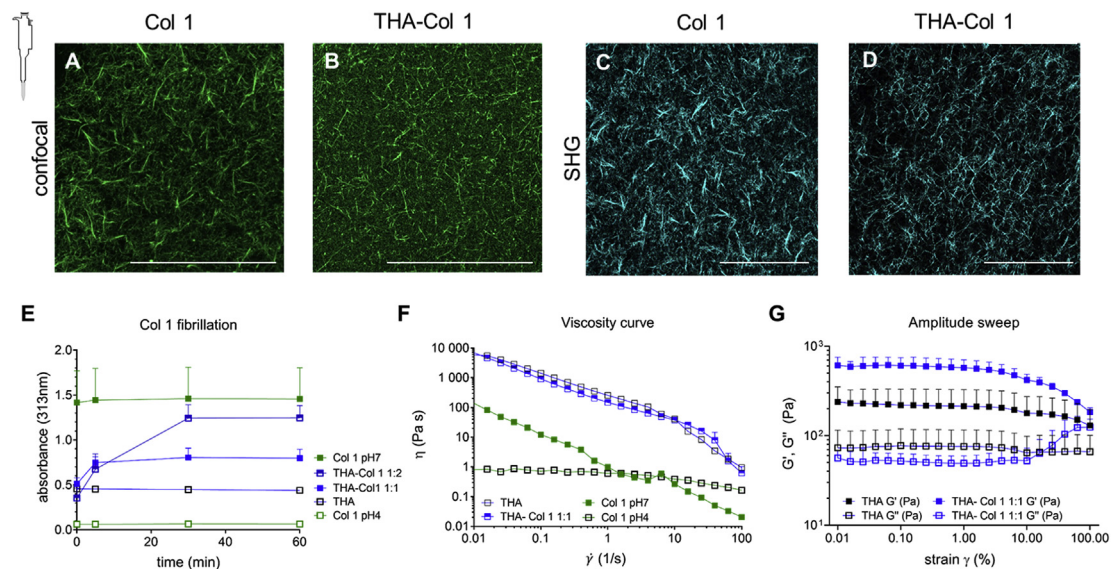 Col 1
THA-Col 1
Col 1
THA-Col 1
A
B
C
D
confocal
SHG
E
F
G
Col 1 fibrillation
Viscosity curve
Amplitude sweep
absorbance (313nm)
2.0
1.5
1.0
0.5
0.0
0
20
40
60
time (min)
Col 1 pH7
THA-Col 1 1:2
THA-Col1 1:1
THA
Col 1 pH4
η (Pa s)
10 000
1 000
100
10
1
0.1
0.01
0.01
0.1
1
10
100
γ̇ (1/s)
THA
Col 1 pH7
THA- Col 1 1:1
Col 1 pH4
G', G" (Pa)
10³
10²
10¹
0.01
0.10
1.00
10.00
100.00
strain γ (%)
THA G' (Pa)
THA- Col 1 1:1 G' (Pa)
THA G" (Pa)
THA- Col 1 1:1 G" (Pa)